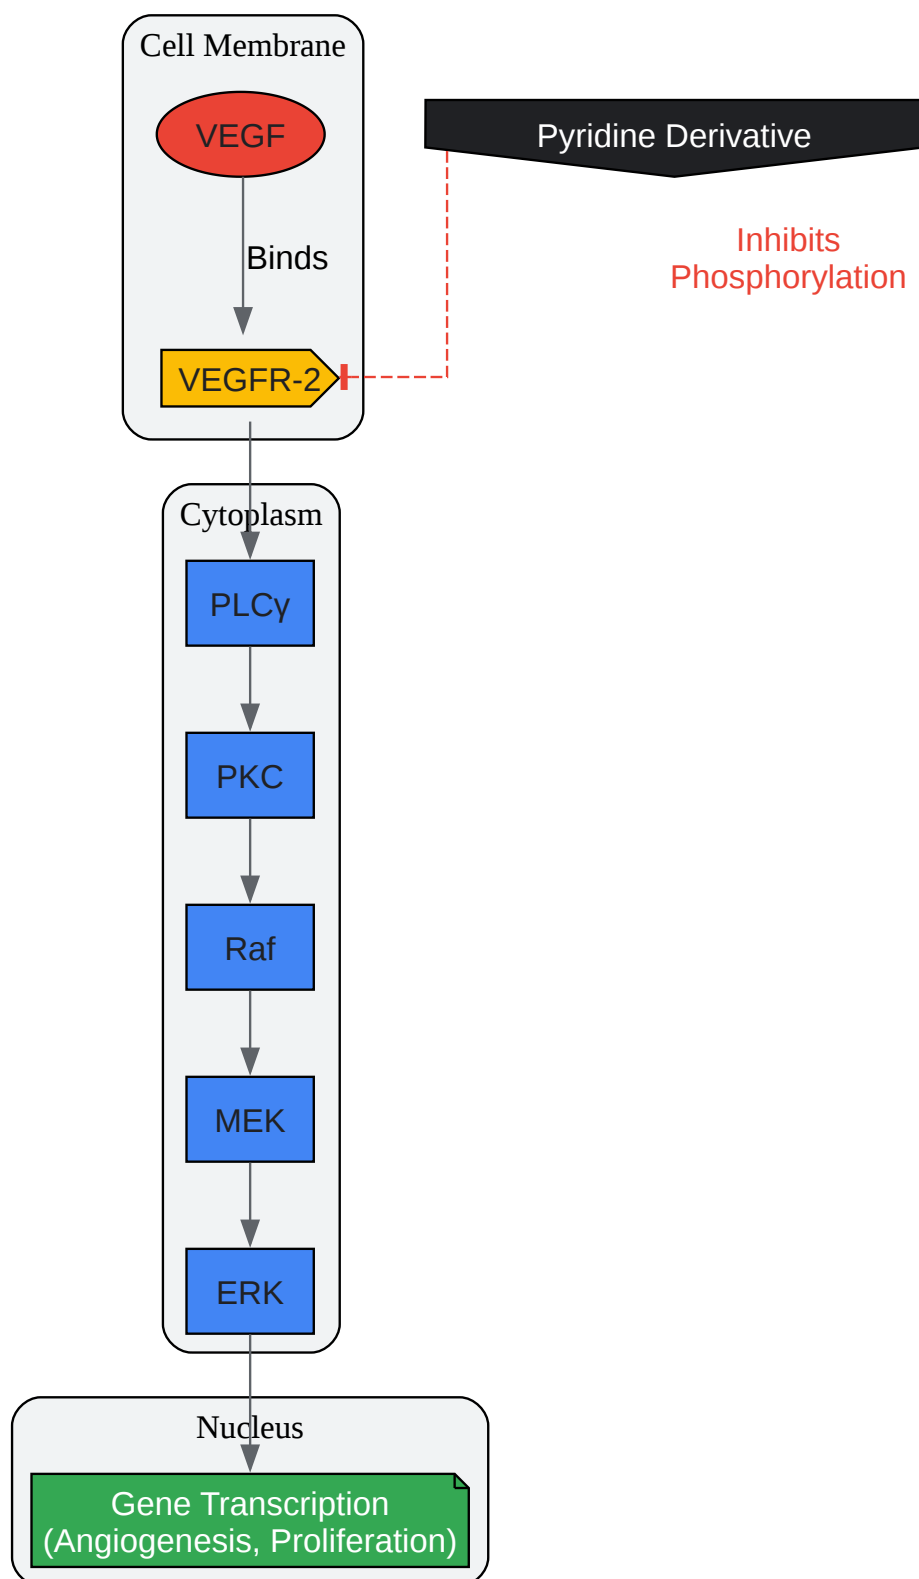 Cell Membrane
VEGF
Pyridine Derivative
Binds
Inhibits
Phosphorylation
VEGFR-2
Cytoplasm
PLCγ
PKC
Raf
MEK
ERK
Nucleus
Gene Transcription
(Angiogenesis, Proliferation)